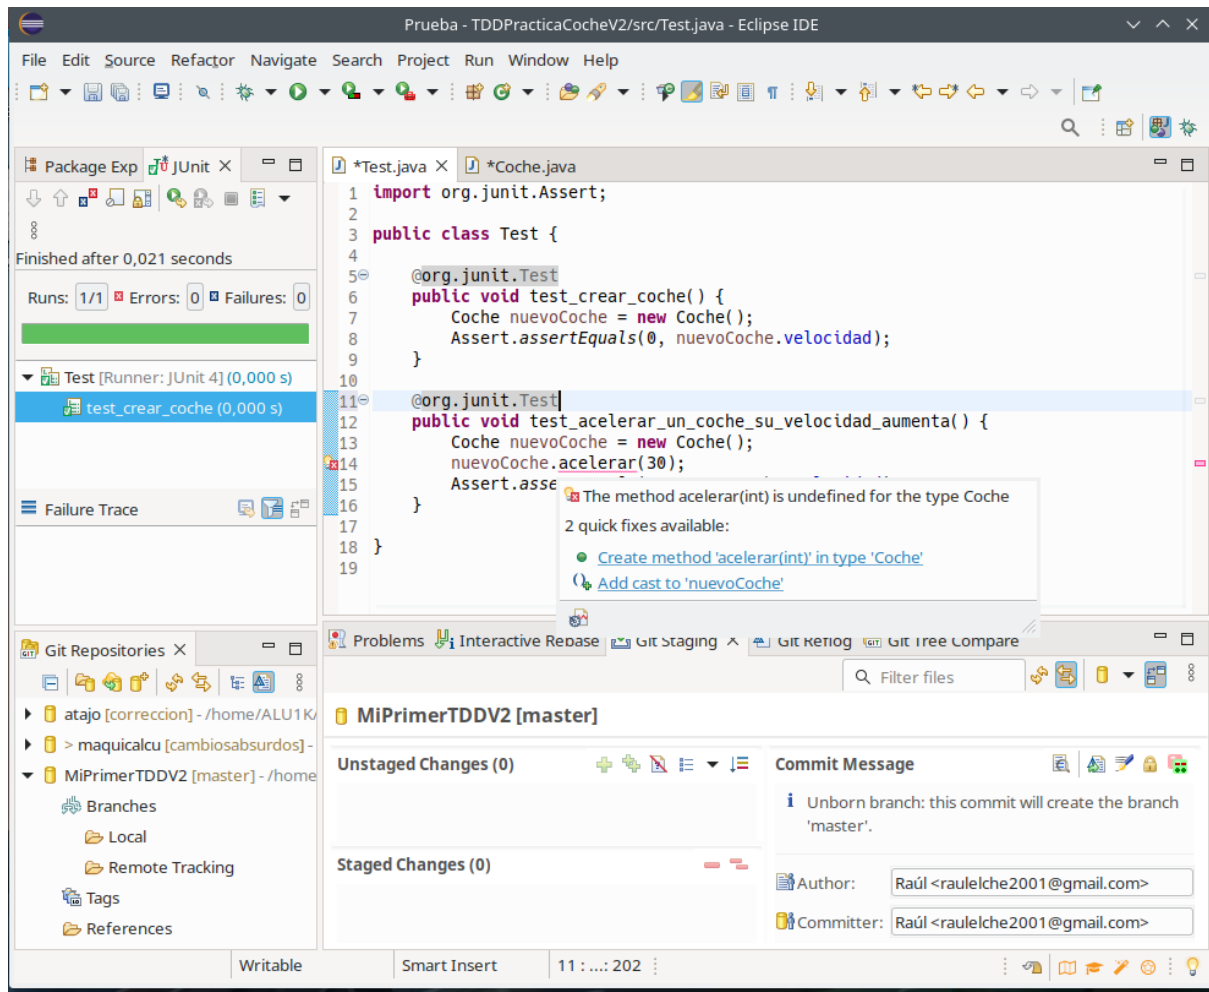 Prueba - TDDPracticaCocheV2/src/Test.java - Eclipse IDE
File Edit Source Refactor Navigate Search Project Run Window Help
Package Exp JUnit
Finished after 0,021 seconds
Runs: 1/1 Errors: 0 Failures: 0
Test [Runner: JUnit 4] (0,000 s)
test_crear_coche (0,000 s)
Failure Trace
*Test.java *Coche.java
1 import org.junit.Assert;
2
3 public class Test {
4
5 @org.junit.Test
6 public void test_crear_coche() {
7 Coche nuevoCoche = new Coche();
8 Assert.assertEquals(0, nuevoCoche.velocidad);
9 }
10
11 @org.junit.Test
12 public void test_acelerar_un_coche_su_velocidad_aumenta() {
13 Coche nuevoCoche = new Coche();
14 nuevoCoche.acelerar(30);
15 Assert.asse
16 }
17
18 }
19
The method acelerar(int) is undefined for the type Coche
2 quick fixes available:
Create method 'acelerar(int)' in type 'Coche'
Add cast to 'nuevoCoche'
Git Repositories
atajo [correccion] - /home/ALU1K/
> maquicalcu [cambiosabsurdos] -
MiPrimerTDDV2 [master] - /home
Branches
Local
Remote Tracking
Tags
References
Problems Interactive Rebase Git Staging Git Reflog Git Tree Compare
Filter files
MiPrimerTDDV2 [master]
Unstaged Changes (0)
Staged Changes (0)
Commit Message
Unborn branch: this commit will create the branch
'master'.
Author: Raúl <raulelche2001@gmail.com>
Committer: Raúl <raulelche2001@gmail.com>
Writable Smart Insert 11 : ...: 202